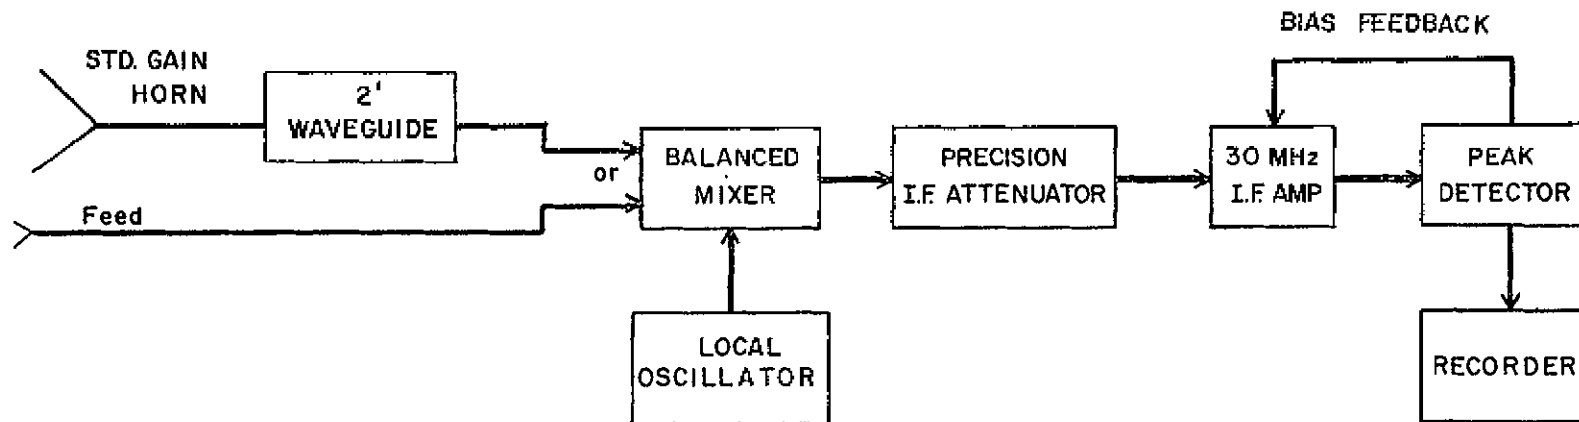 BIAS FEEDBACK
STD. GAIN
HORN
2'
WAVEGUIDE
or
Feed
BALANCED
MIXER
PRECISION
I.F. ATTENUATOR
30 MHz
I.F. AMP
PEAK
DETECTOR
LOCAL
OSCILLATOR
RECORDER